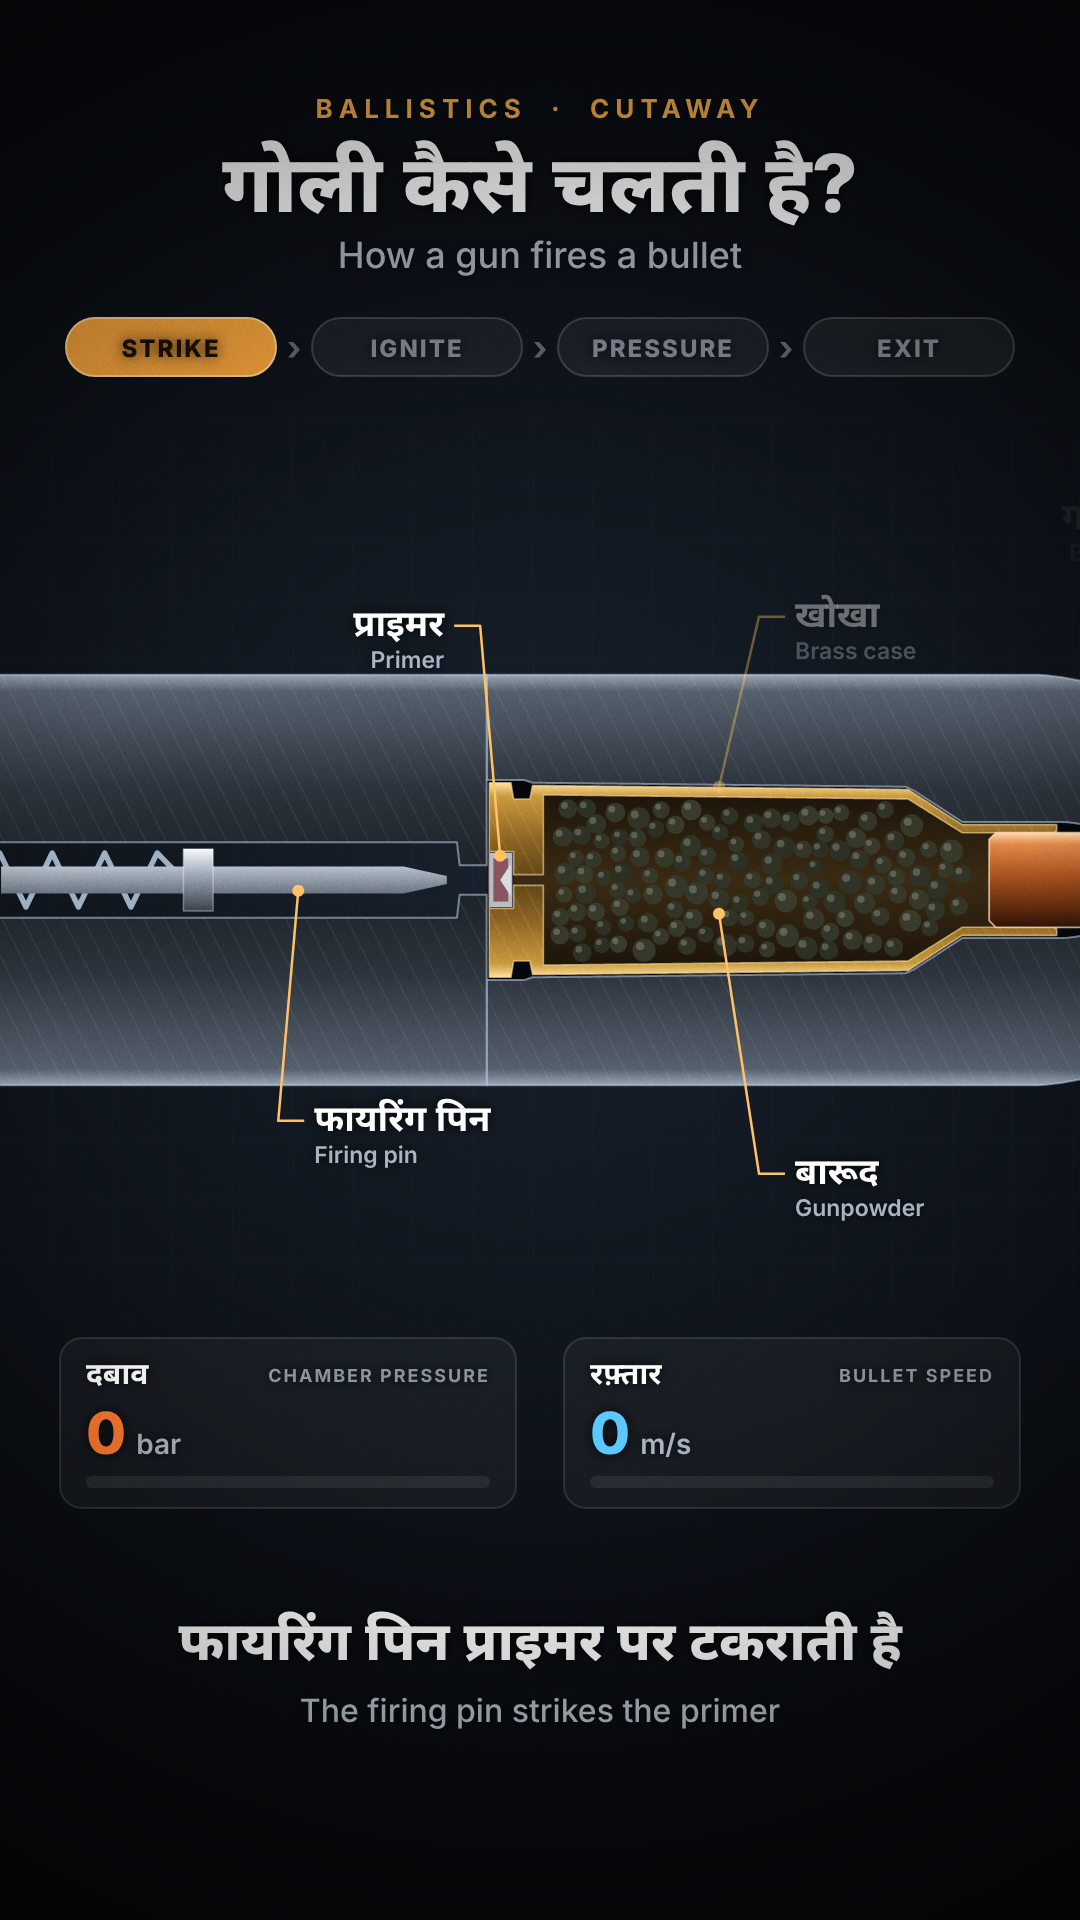 BALLISTICS · CUTAWAY
गोली कैसे चलती है?
How a gun fires a bullet
STRIKE › IGNITE › PRESSURE › EXIT
प्राइमर
Primer
खोखा
Brass case
फायरिंग पिन
Firing pin
बारूद
Gunpowder
दबाव CHAMBER PRESSURE
0 bar
रफ़्तार BULLET SPEED
0 m/s
फायरिंग पिन प्राइमर पर टकराती है
The firing pin strikes the primer